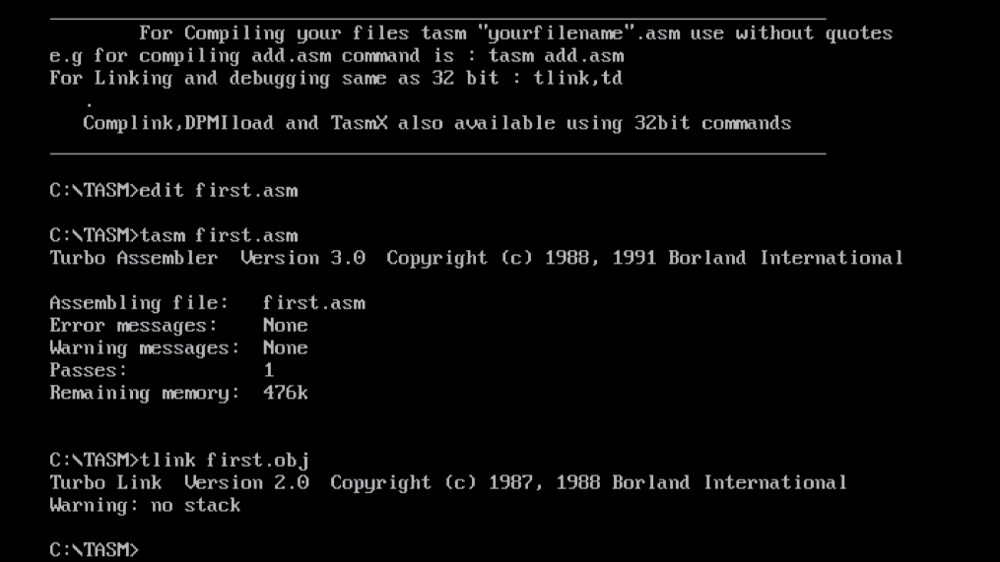 For Compiling your files tasm "yourfilename".asm use without quotes
e.g for compiling add.asm command is : tasm add.asm
For Linking and debugging same as 32 bit : tlink,td
.
Complink,DPMIload and TasmX also available using 32bit commands
C:\TASM>edit first.asm
C:\TASM>tasm first.asm
Turbo Assembler  Version 3.0  Copyright (c) 1988, 1991 Borland International
Assembling file:   first.asm
Error messages:    None
Warning messages:  None
Passes:            1
Remaining memory:  476k
C:\TASM>tlink first.obj
Turbo Link  Version 2.0  Copyright (c) 1987, 1988 Borland International
Warning: no stack
C:\TASM>